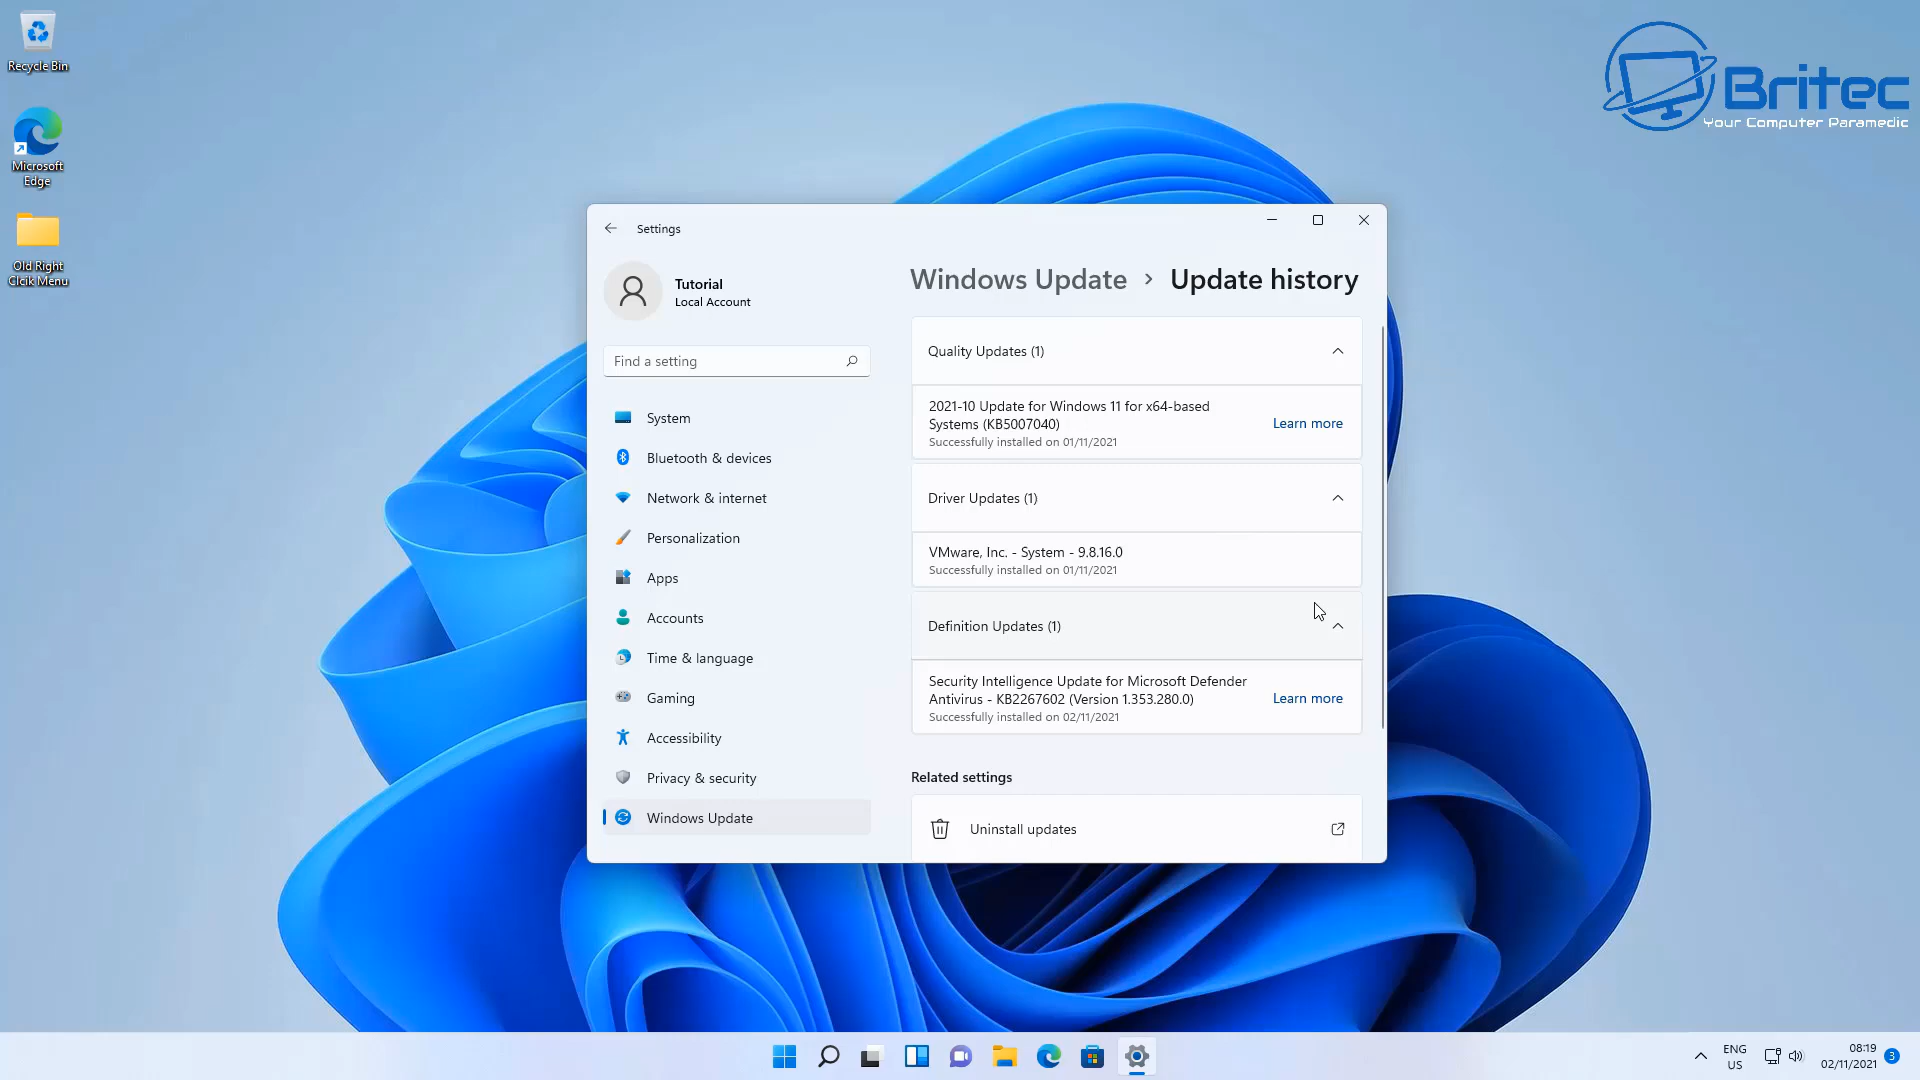 Recycle Bin
Microsoft
Edge
Old Right
Clcik Menu
Britec
Your Computer Paramedic
Settings
Tutorial
Local Account
Find a setting
System
Bluetooth & devices
Network & internet
Personalization
Apps
Accounts
Time & language
Gaming
Accessibility
Privacy & security
Windows Update
Windows Update › Update history
Quality Updates (1)
2021-10 Update for Windows 11 for x64-based
Systems (KB5007040)
Successfully installed on 01/11/2021
Learn more
Driver Updates (1)
VMware, Inc. - System - 9.8.16.0
Successfully installed on 01/11/2021
Definition Updates (1)
Security Intelligence Update for Microsoft Defender
Antivirus - KB2267602 (Version 1.353.280.0)
Successfully installed on 02/11/2021
Learn more
Related settings
Uninstall updates
ENG
US
08:19
02/11/2021
3